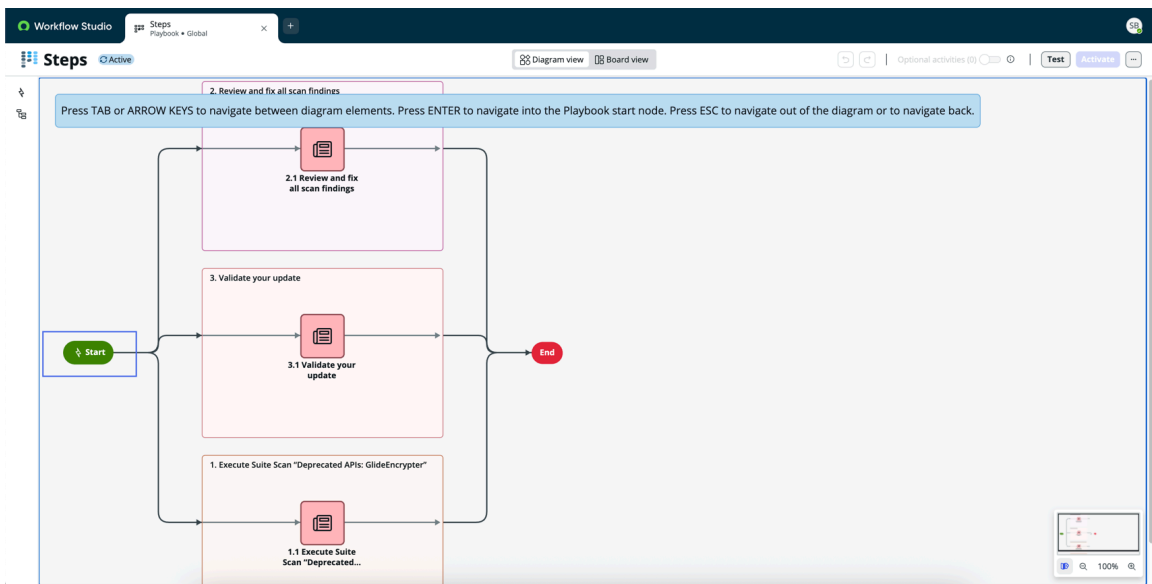 Workflow Studio
Steps
Playbook • Global
SB
Steps
Active
Diagram view
Board view
Optional activities (0)
Test
Activate
2. Review and fix all scan findings
Press TAB or ARROW KEYS to navigate between diagram elements. Press ENTER to navigate into the Playbook start node. Press ESC to navigate out of the diagram or to navigate back.
2.1 Review and fix
all scan findings
3. Validate your update
Start
End
3.1 Validate your
update
1. Execute Suite Scan “Deprecated APIs: GlideEncrypter”
1.1 Execute Suite
Scan “Deprecated...
100%